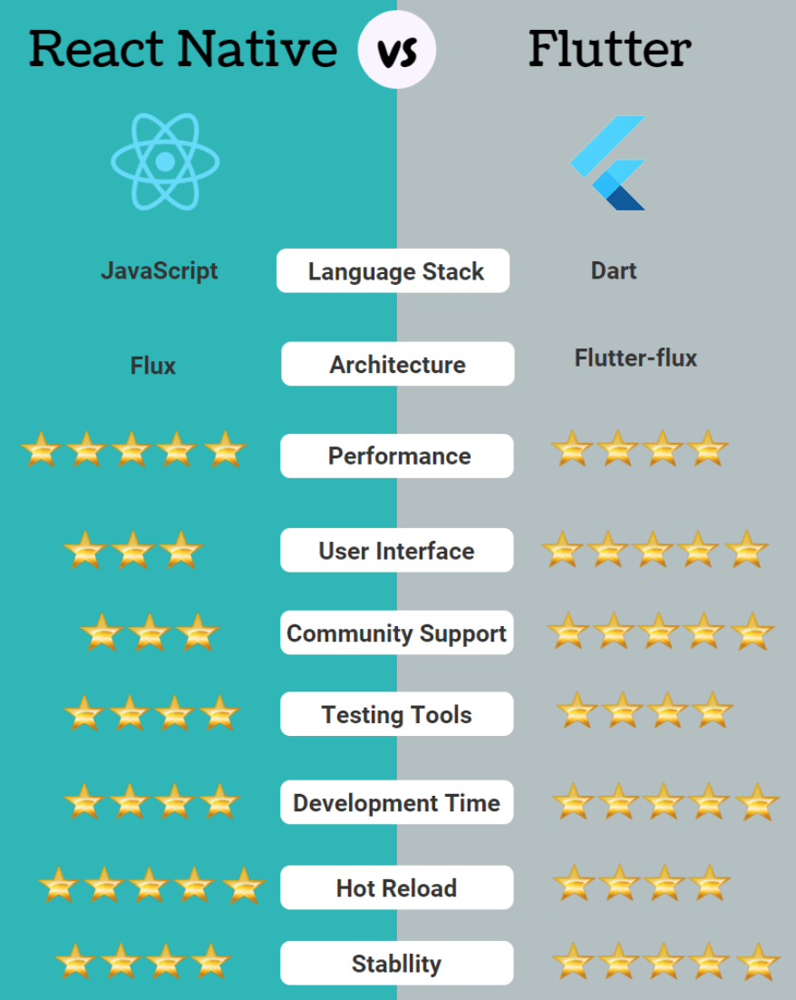 React Native vs Flutter
JavaScript Language Stack Dart
Flux Architecture Flutter-flux
Performance
User Interface
Community Support
Testing Tools
Development Time
Hot Reload
Stabllity